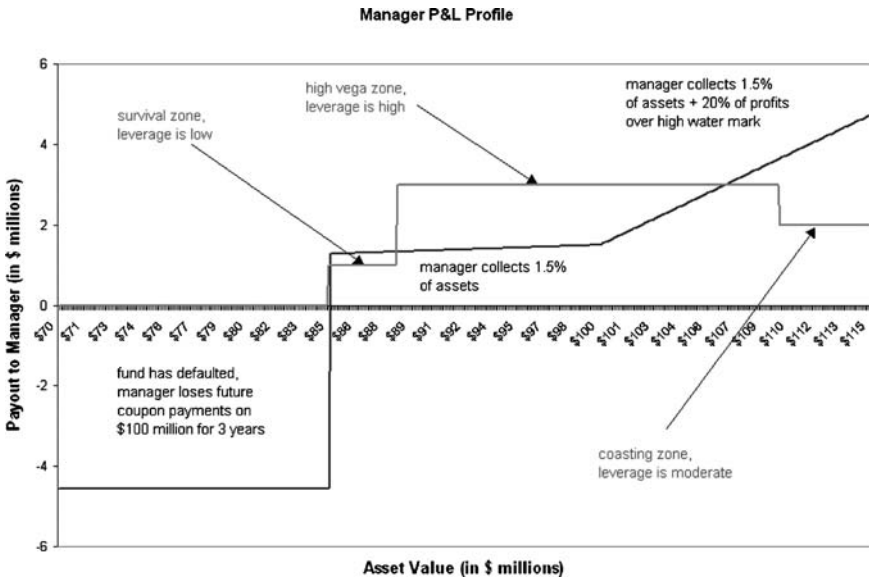 Manager P&L Profile
survival zone,
leverage is low
high vega zone,
leverage is high
manager collects 1.5%
of assets + 20% of profits
over high water mark
manager collects 1.5%
of assets
fund has defaulted,
manager loses future
coupon payments on
$100 million for 3 years
coasting zone,
leverage is moderate
Payout to Manager (in $ millions)
6
4
2
0
-2
-4
-6
$70 $71 $73 $74 $76 $77 $79 $80 $82 $83 $85 $86 $88 $89 $91 $92 $94 $95 $97 $98 $100 $101 $103 $104 $106 $107 $109 $110 $112 $113 $115
Asset Value (in $ millions)